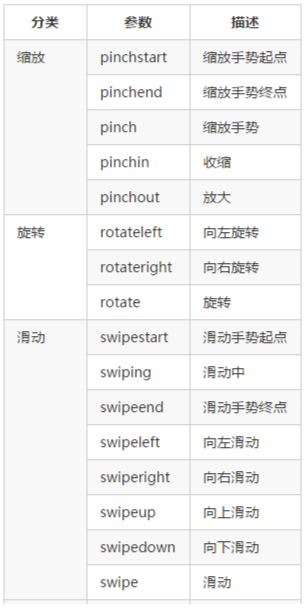 分类 参数 描述
缩放 pinchstart 缩放手势起点
pinchend 缩放手势终点
pinch 缩放手势
pinchin 收缩
pinchout 放大
旋转 rotateleft 向左旋转
rotateright 向右旋转
rotate 旋转
滑动 swipestart 滑动手势起点
swiping 滑动中
swipeend 滑动手势终点
swipeleft 向左滑动
swiperight 向右滑动
swipeup 向上滑动
swipedown 向下滑动
swipe 滑动